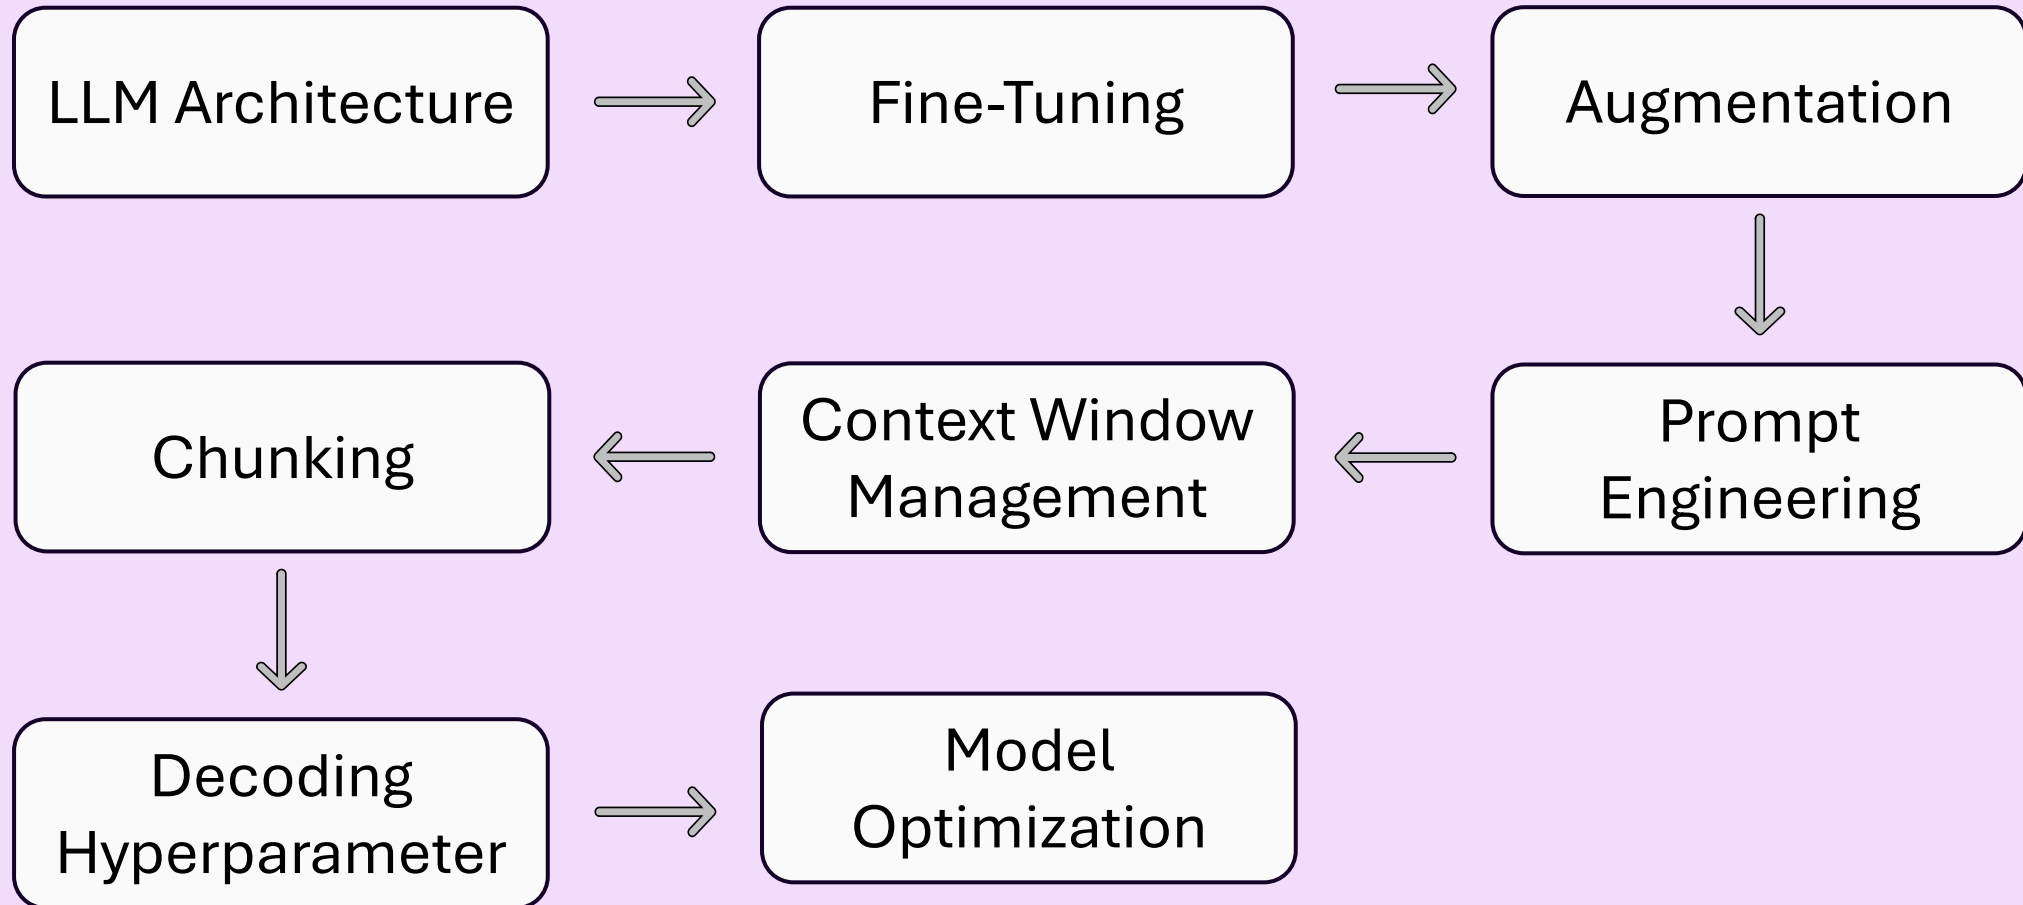 LLM Architecture
Fine-Tuning
Augmentation
Prompt
Engineering
Context Window
Management
Chunking
Decoding
Hyperparameter
Model
Optimization